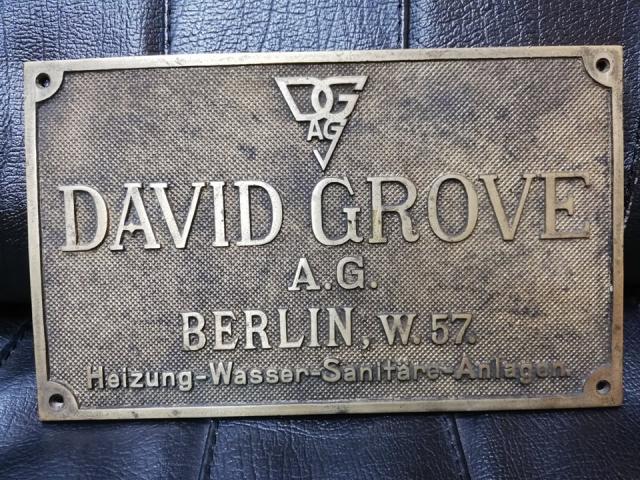 DG
AG
DAVID GROVE
A.G.
BERLIN, W. 57.
Heizung-Wasser-Sanitäre-Anlagen.